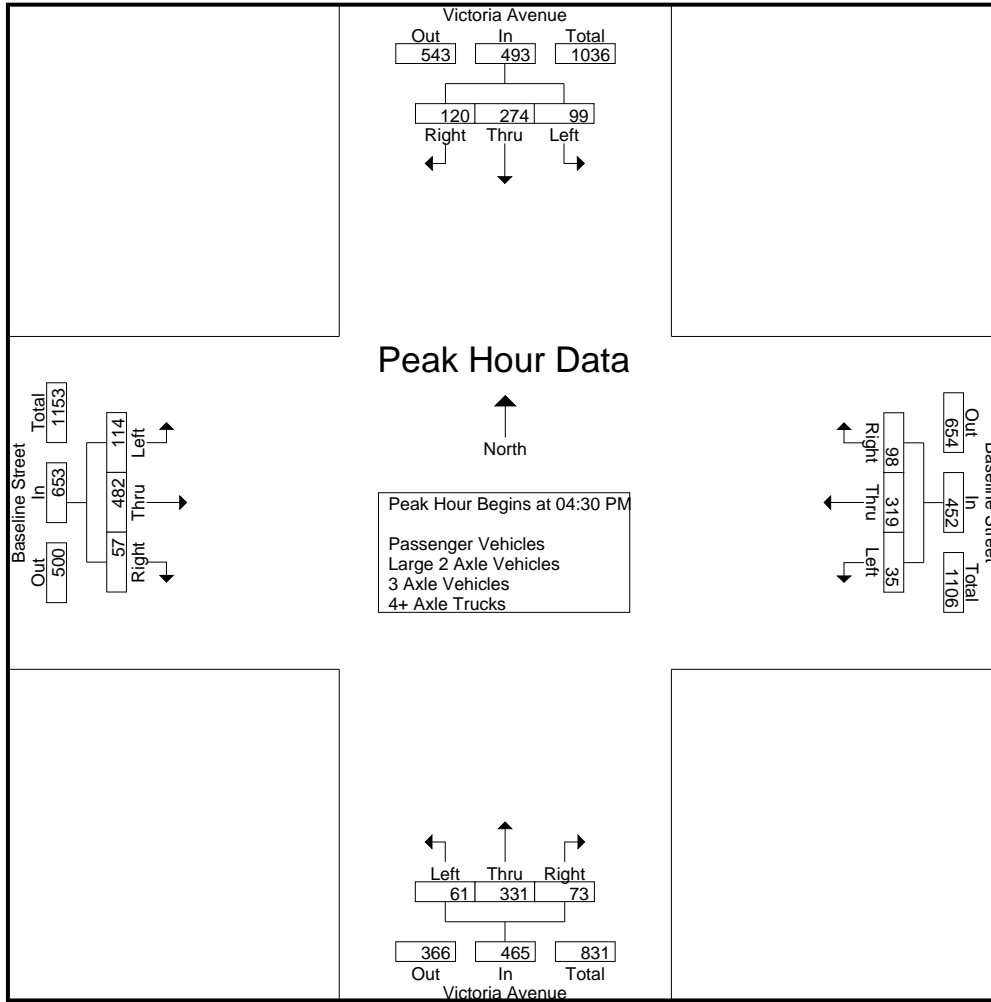 Victoria Avenue
Out In Total
543 493 1036
120 274 99
Right Thru Left
Peak Hour Data
North
Peak Hour Begins at 04:30 PM
Passenger Vehicles
Large 2 Axle Vehicles
3 Axle Vehicles
4+ Axle Trucks
Baseline Street
Out In Total
500 653 1153
57 482 114
Right Thru Left
Baseline Street
Out In Total
654 452 1106
98 319 35
Right Thru Left
Left Thru Right
61 331 73
366 465 831
Out In Total
Victoria Avenue